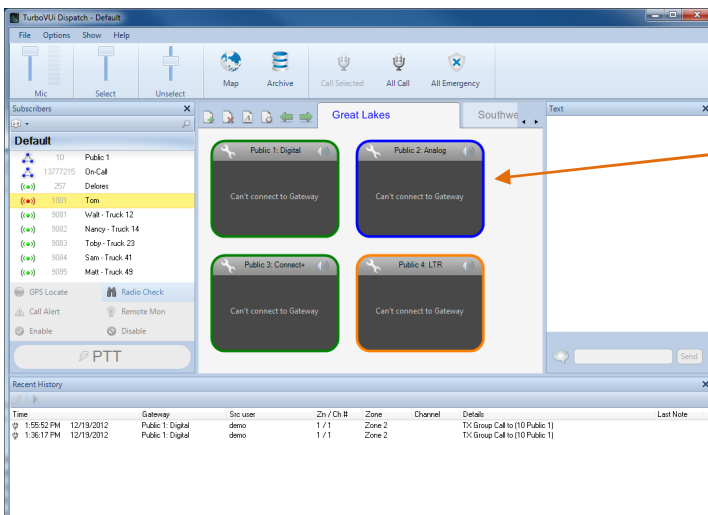 TurboVUi Dispatch - Default
File Options Show Help
Mic Select Unselect Map Archive Call Selected All Call All Emergency
Subscribers
Default
10 Public 1
13777215 On-Call
257 Delores
1001 Tom
9081 Walt - Truck 12
9082 Nancy - Truck 14
9083 Toby - Truck 23
9084 Sam - Truck 41
9085 Matt - Truck 49
GPS Locate Radio Check
Call Alert Remote Mon
Enable Disable
PTT
Great Lakes Southwe
Public 1: Digital
Can't connect to Gateway
Public 2: Analog
Can't connect to Gateway
Public 3: Connect+
Can't connect to Gateway
Public 4: LTR
Can't connect to Gateway
Text
Send
Recent History
Time Gateway Src user Zn / Ch # Zone Channel Details Last Note
1:55:52 PM 12/19/2012 Public 1: Digital demo 1 / 1 Zone 2 TX Group Call to (10 Public 1)
1:36:17 PM 12/19/2012 Public 1: Digital demo 1 / 1 Zone 2 TX Group Call to (10 Public 1)